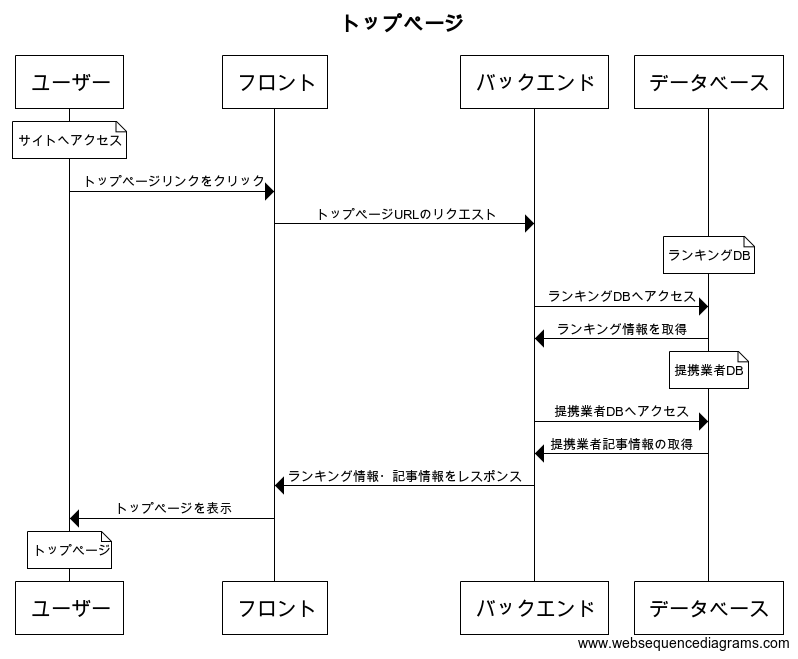 トップページ
ユーザー
フロント
バックエンド
データベース
サイトへアクセス
トップページリンクをクリック
トップページURLのリクエスト
ランキングDB
ランキングDBへアクセス
ランキング情報を取得
提携業者DB
提携業者DBへアクセス
提携業者記事情報の取得
ランキング情報・記事情報をレスポンス
トップページを表示
トップページ
ユーザー
フロント
バックエンド
データベース
www.websequencediagrams.com